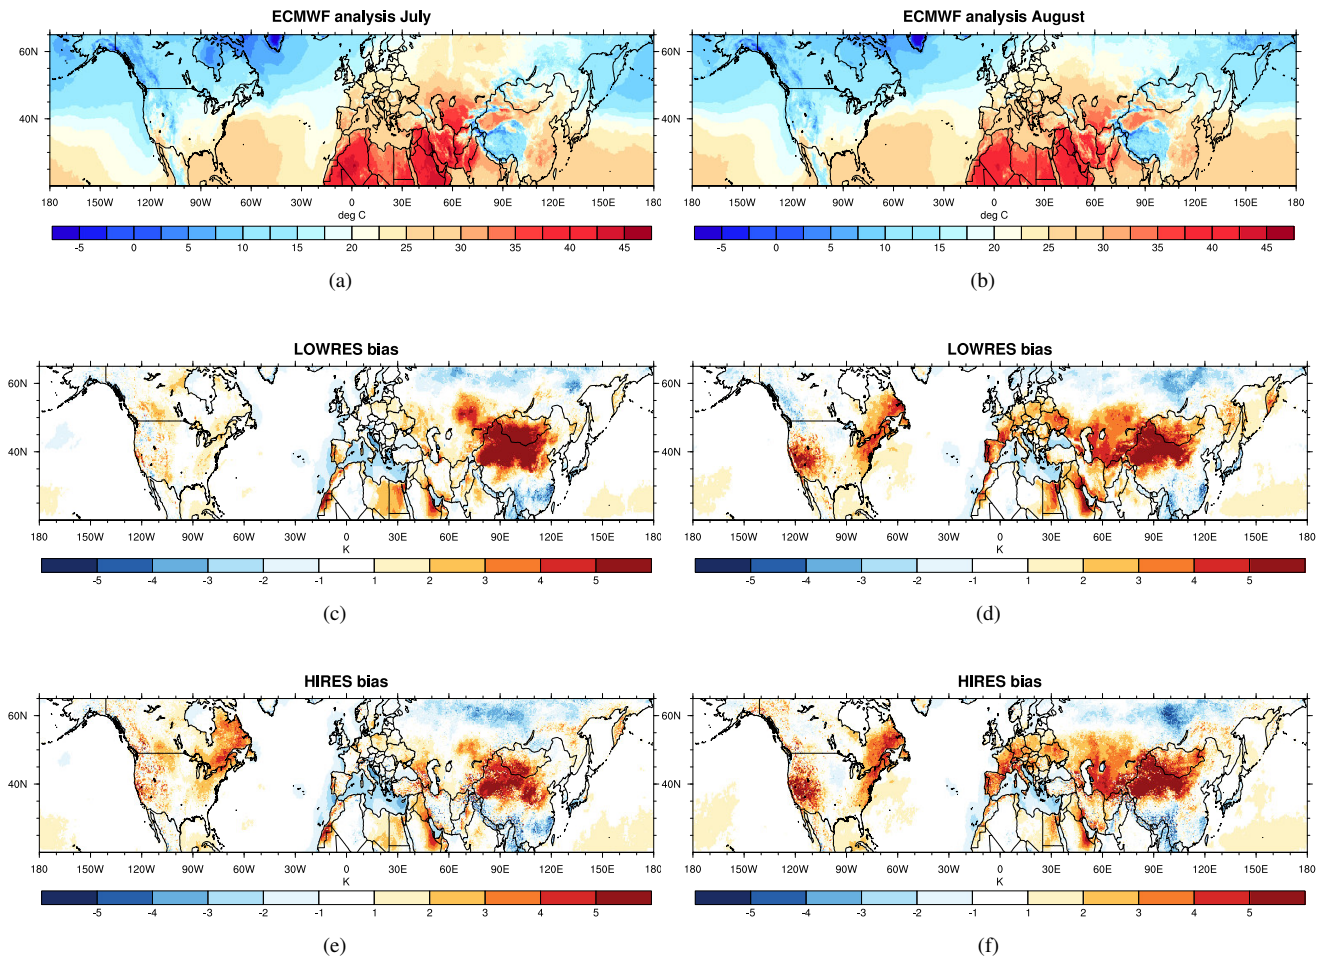 ECMWF analysis July
60N
40N
180 150W 120W 90W 60W 30W 0 30E 60E 90E 120E 150E 180
deg C
-5 0 5 10 15 20 25 30 35 40 45
(a)
ECMWF analysis August
60N
40N
180 150W 120W 90W 60W 30W 0 30E 60E 90E 120E 150E 180
deg C
-5 0 5 10 15 20 25 30 35 40 45
(b)
LOWRES bias
60N
40N
180 150W 120W 90W 60W 30W 0 30E 60E 90E 120E 150E 180
K
-5 -4 -3 -2 -1 1 2 3 4 5
(c)
LOWRES bias
60N
40N
180 150W 120W 90W 60W 30W 0 30E 60E 90E 120E 150E 180
K
-5 -4 -3 -2 -1 1 2 3 4 5
(d)
HIRES bias
60N
40N
180 150W 120W 90W 60W 30W 0 30E 60E 90E 120E 150E 180
K
-5 -4 -3 -2 -1 1 2 3 4 5
(e)
HIRES bias
60N
40N
180 150W 120W 90W 60W 30W 0 30E 60E 90E 120E 150E 180
K
-5 -4 -3 -2 -1 1 2 3 4 5
(f)